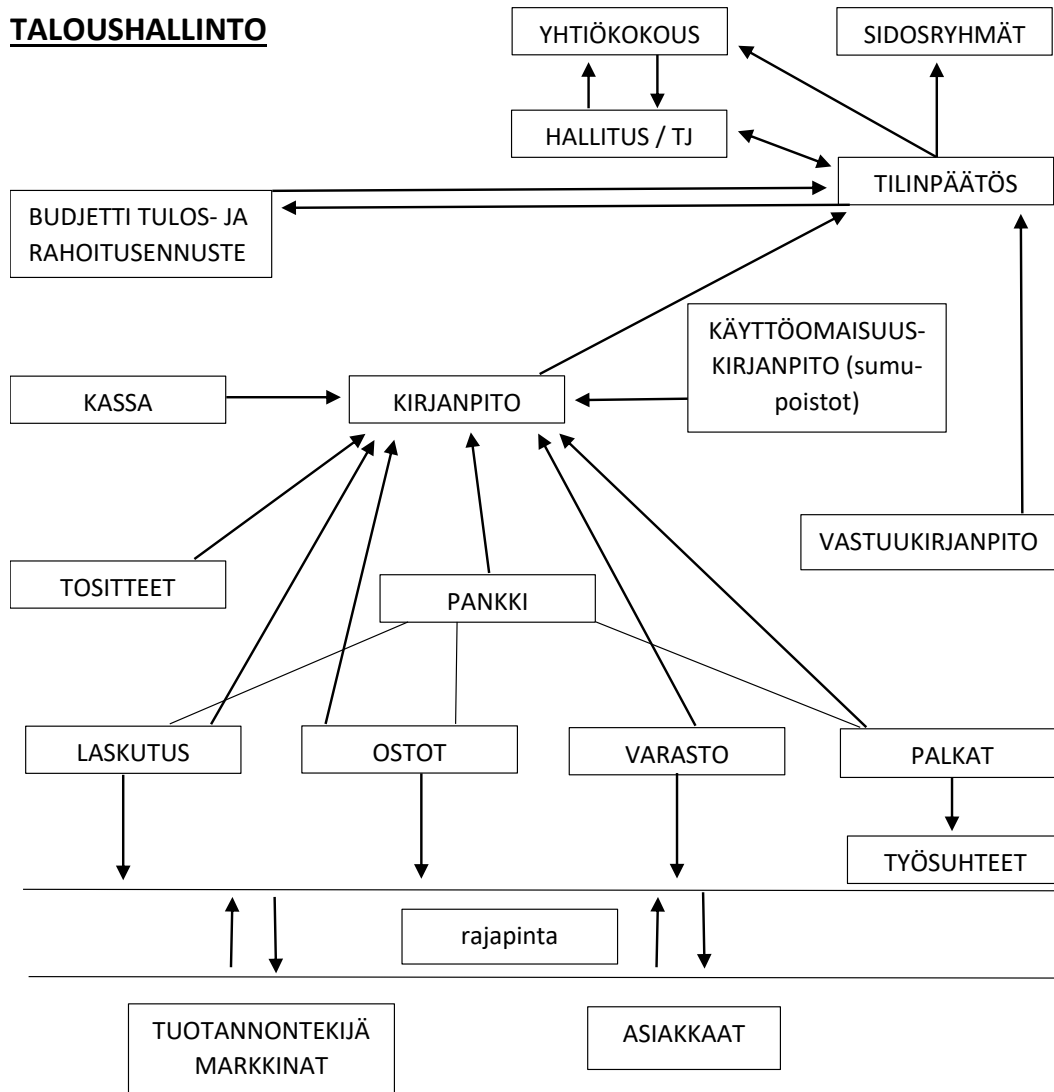 TALOUSHALLINTO
YHTIÖKOKOUS
SIDOSRYHMÄT
HALLITUS / TJ
TILINPÄÄTÖS
BUDJETTI TULOS- JA
RAHOITUSENNUSTE
KÄYTTÖOMAISUUS-
KIRJANPITO (sumu-
poistot)
KASSA
KIRJANPITO
VASTUUKIRJANPITO
TOSITTEET
PANKKI
LASKUTUS
OSTOT
VARASTO
PALKAT
TYÖSUHTEET
rajapinta
TUOTANNONTEKIJÄ
MARKKINAT
ASIAKKAAT